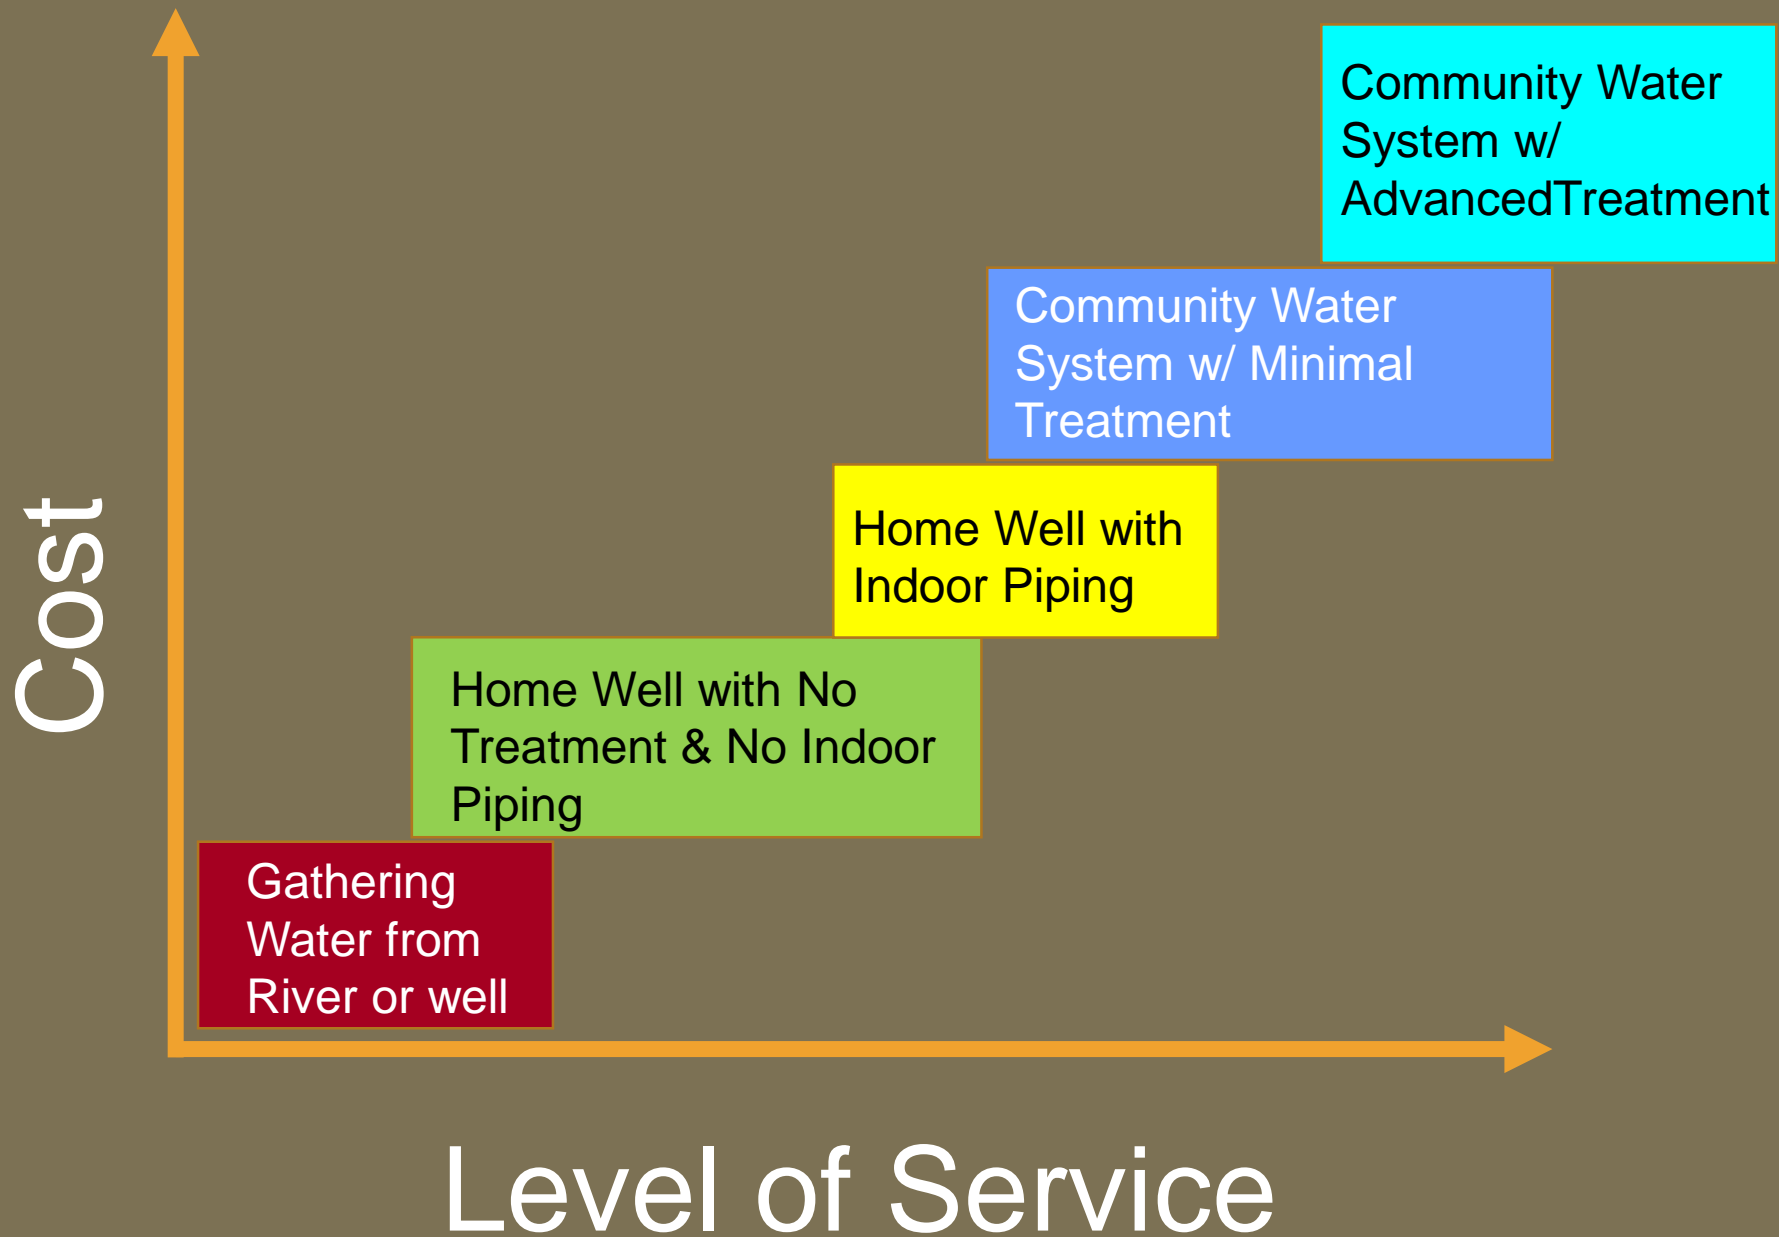 Community Water
System w/
AdvancedTreatment
Community Water
System w/ Minimal
Treatment
Home Well with
Indoor Piping
Home Well with No
Treatment & No Indoor
Piping
Gathering
Water from
River or well
Cost
Level of Service